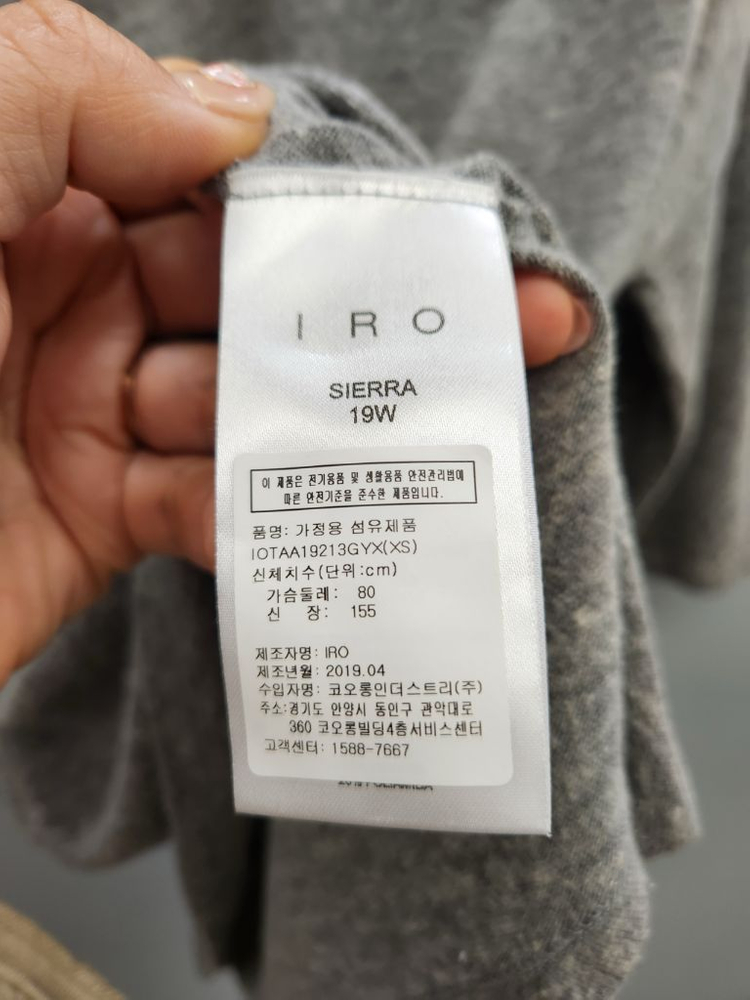 IRO
SIERRA
19W
이 제품은 전기용품 및 생활용품 안전관리법에
따른 안전기준을 준수한 제품입니다.
품명: 가정용 섬유제품
IOTAA19213GYX(XS)
신체치수(단위:cm)
가슴둘레: 80
신 장: 155
제조자명: IRO
제조년월: 2019.04
수입자명: 코오롱인더스트리(주)
주소:경기도 안양시 동안구 관악대로
360 코오롱빌딩4층서비스센터
고객센터: 1588-7667